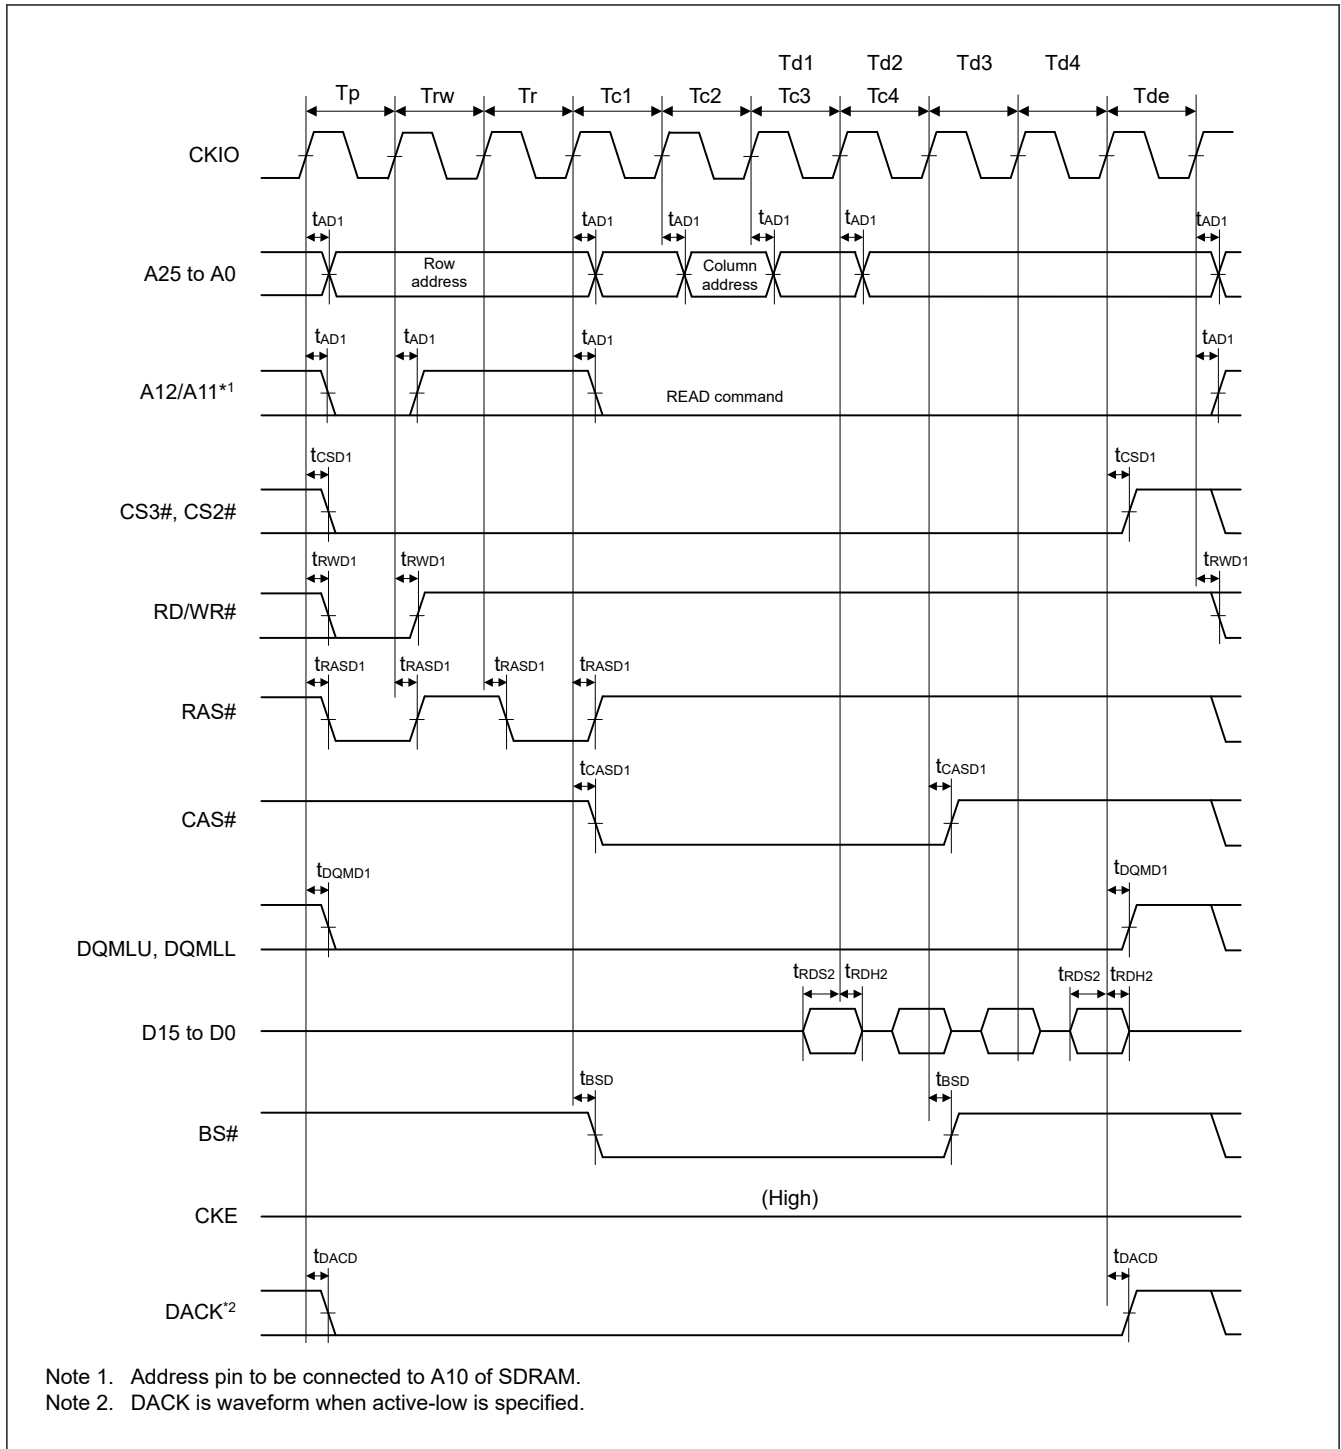 Td1 Td2 Td3 Td4
Tp Trw Tr Tc1 Tc2 Tc3 Tc4 Tde
CKIO
tAD1 tAD1 tAD1 tAD1 tAD1 tAD1
A25 to A0
Row
address
Column
address
tAD1 tAD1 tAD1 tAD1
A12/A11*1
READ command
tCSD1 tCSD1
CS3#, CS2#
tRWD1 tRWD1 tRWD1
RD/WR#
tRASD1 tRASD1 tRASD1 tRASD1
RAS#
tCASD1 tCASD1
CAS#
tDQMD1 tDQMD1
DQMLU, DQMLL
tRDS2 tRDH2 tRDS2 tRDH2
D15 to D0
tBSD tBSD
BS#
(High)
CKE
tDACD tDACD
DACK*2
Note 1. Address pin to be connected to A10 of SDRAM.
Note 2. DACK is waveform when active-low is specified.